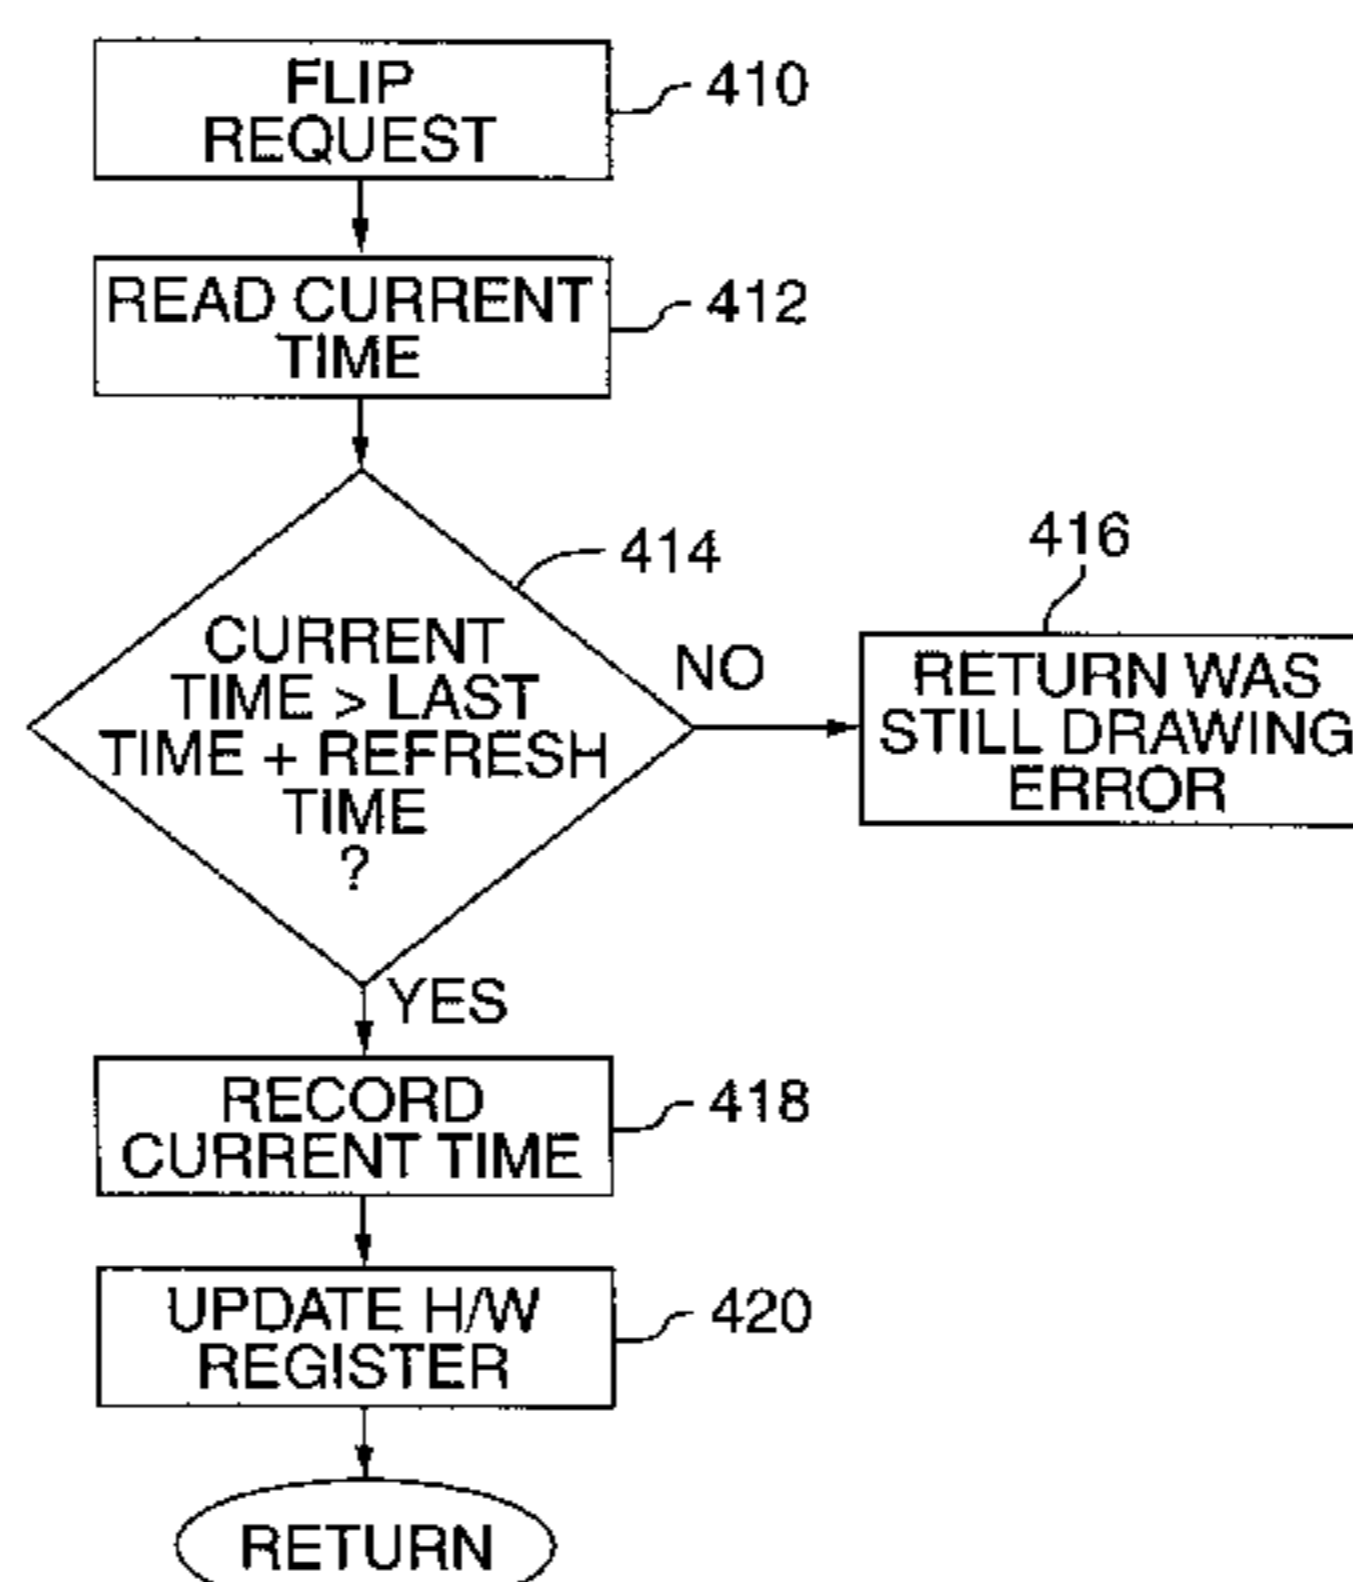 FLIP
REQUEST
410
READ CURRENT
TIME
412
CURRENT
TIME > LAST
TIME + REFRESH
TIME
?
414
NO
416
RETURN WAS
STILL DRAWING
ERROR
YES
RECORD
CURRENT TIME
418
UPDATE H/W
REGISTER
420
RETURN